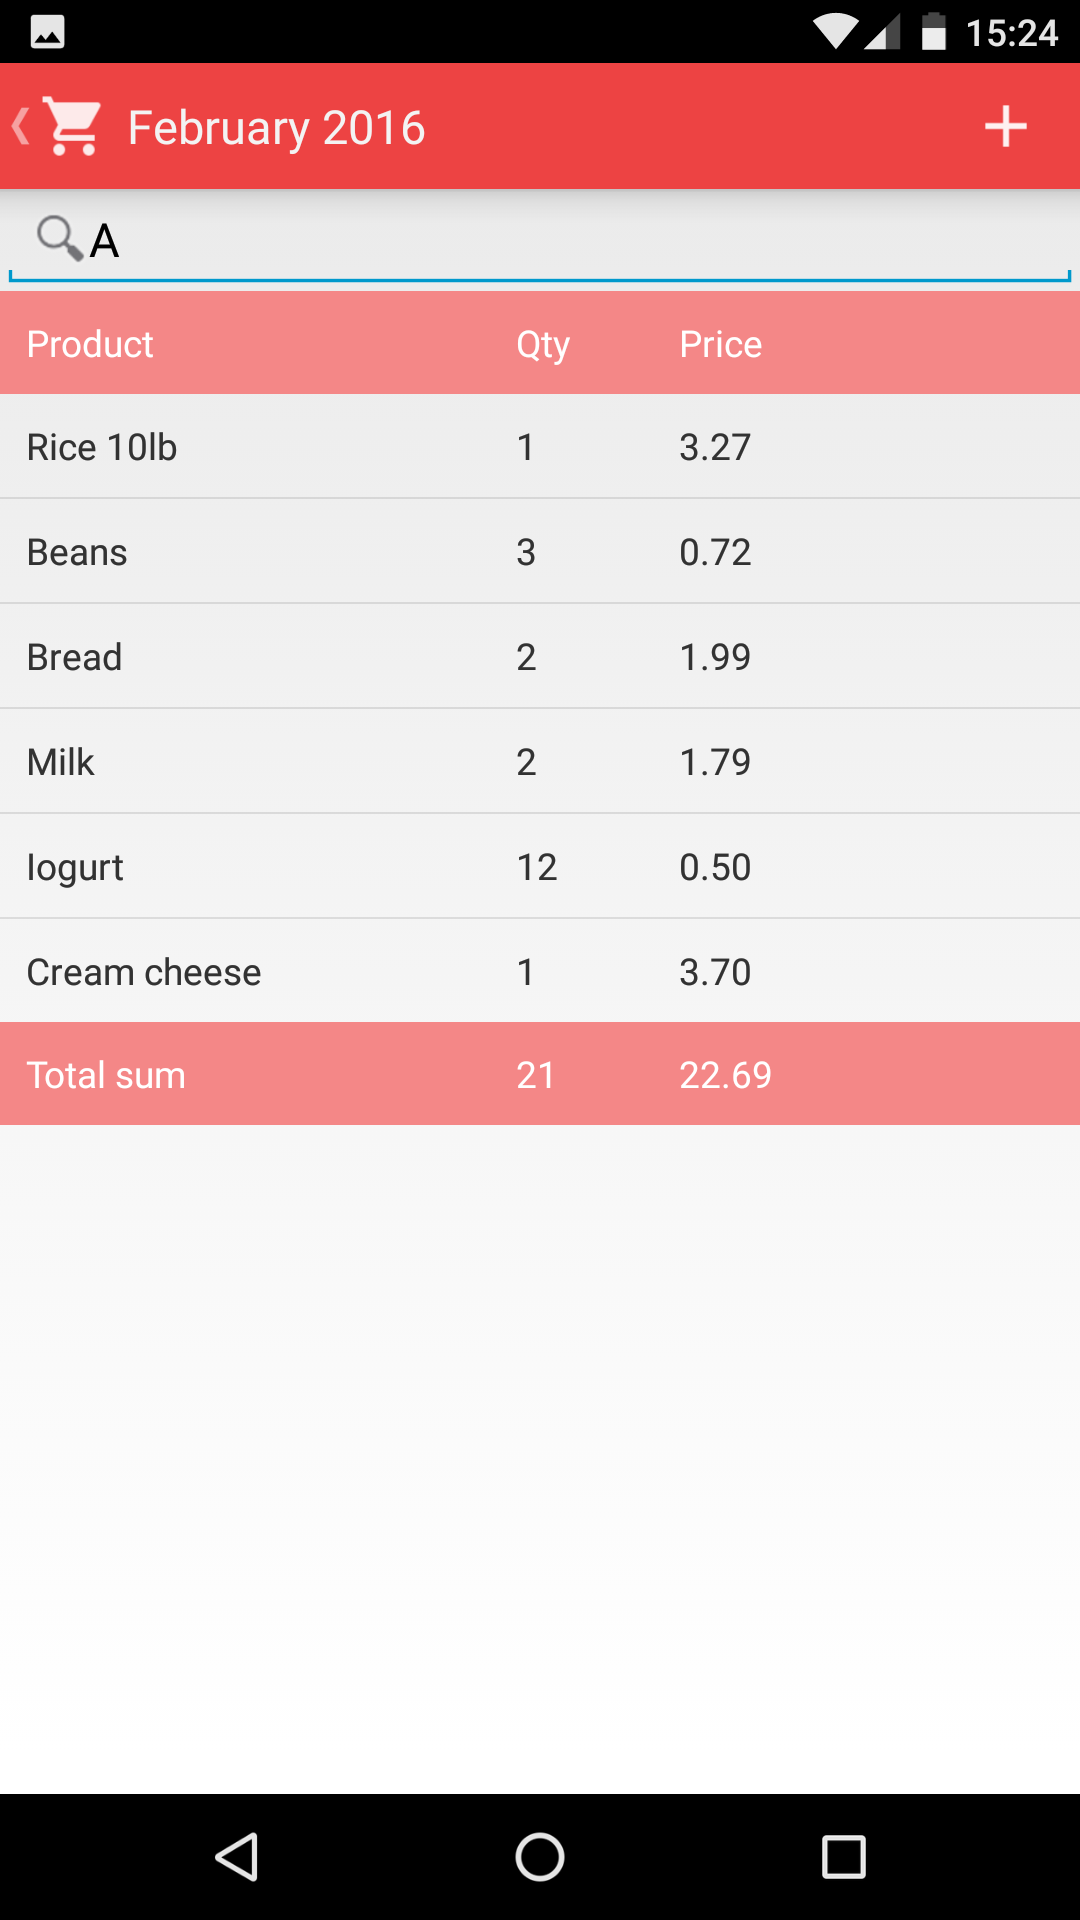 15:24
February 2016
A
Product Qty Price
Rice 10lb 1 3.27
Beans 3 0.72
Bread 2 1.99
Milk 2 1.79
Iogurt 12 0.50
Cream cheese 1 3.70
Total sum 21 22.69